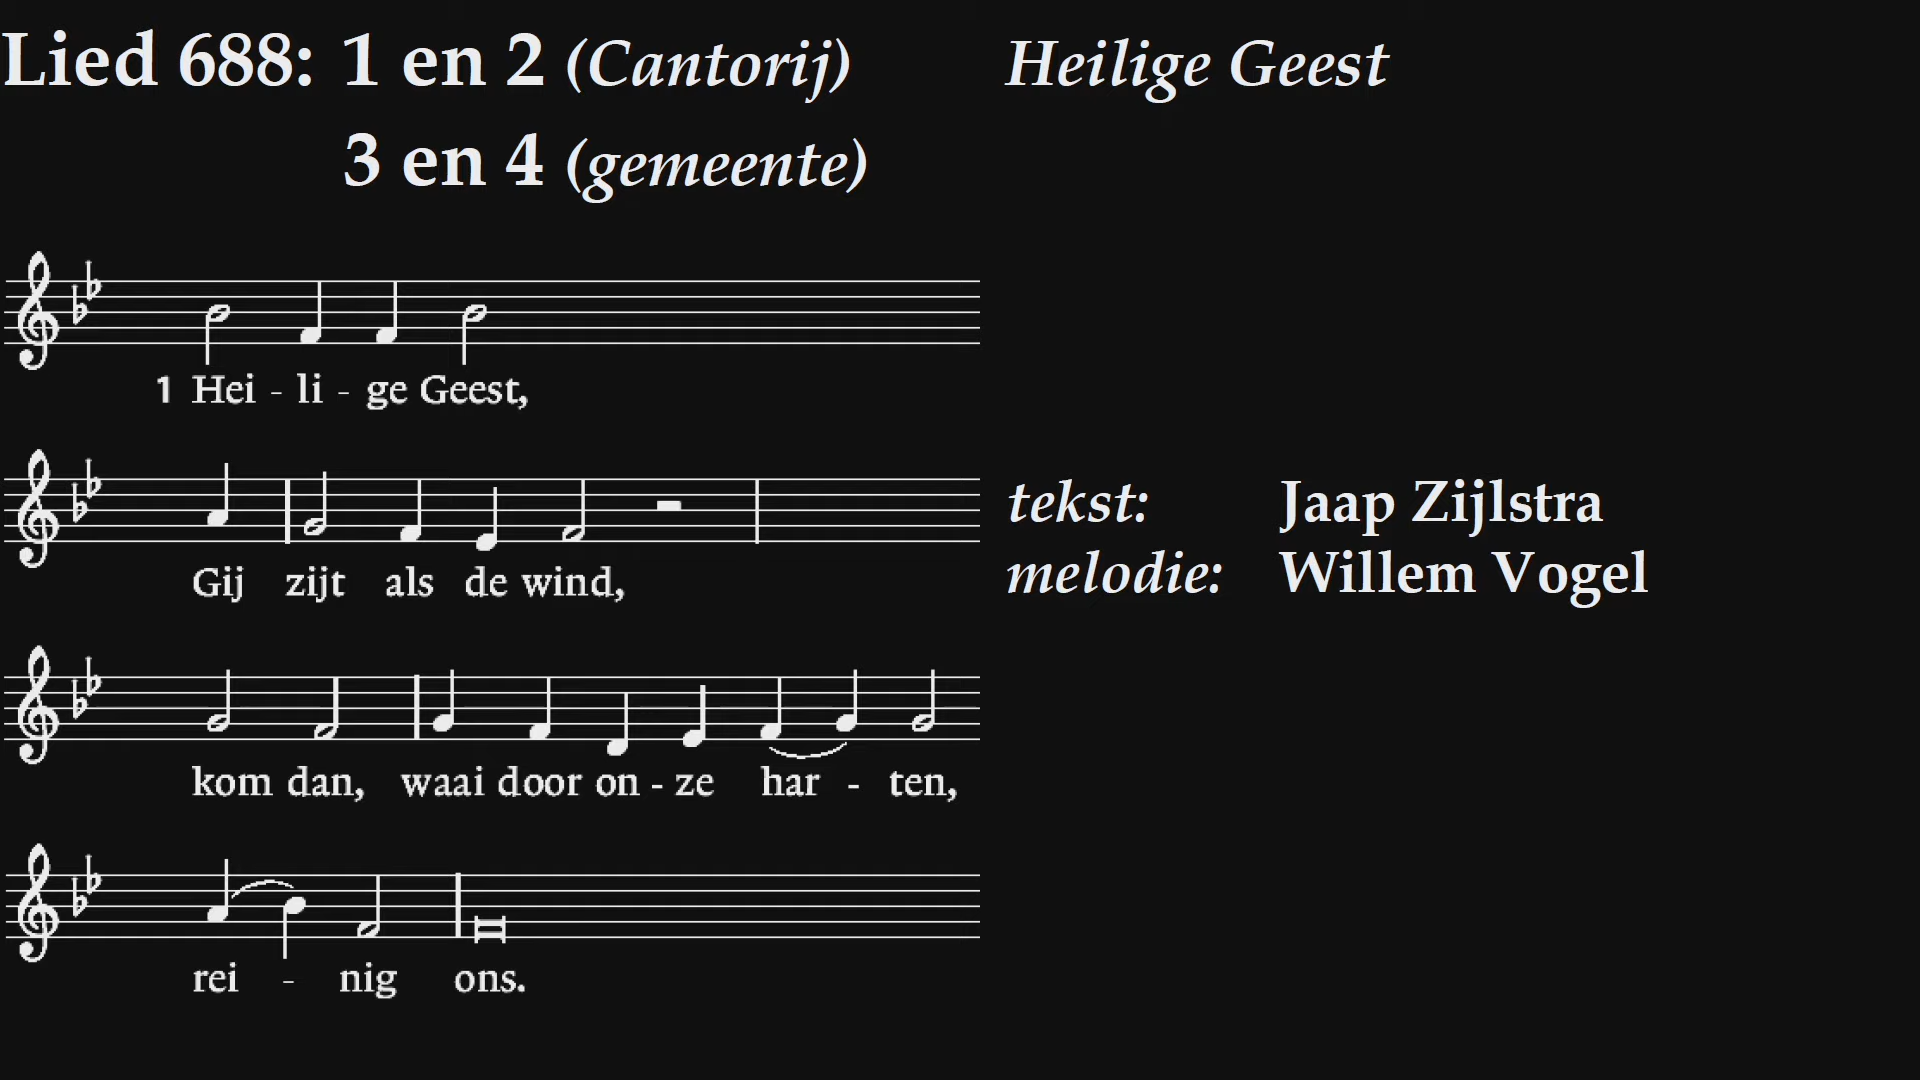 Lied 688: 1 en 2 (Cantorij) Heilige Geest
3 en 4 (gemeente)
1 Hei - li - ge Geest,
Gij zijt als de wind,
tekst: Jaap Zijlstra
melodie: Willem Vogel
kom dan, waai door on - ze har - ten,
rei - nig ons.